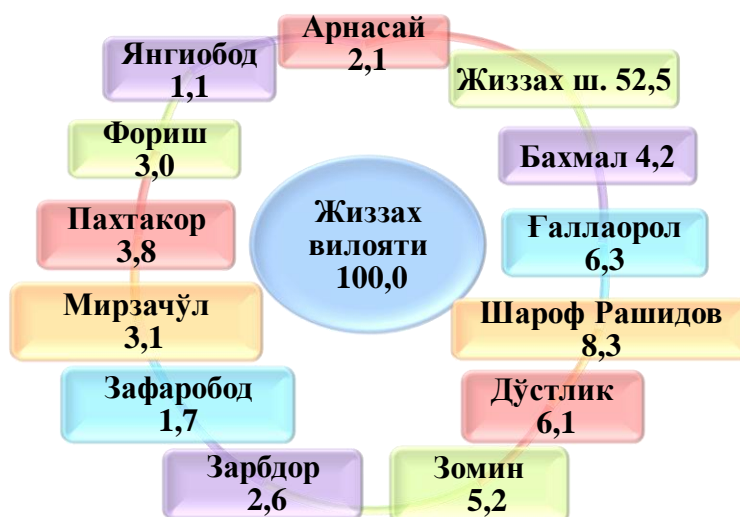 Арнасай
2,1
Жиззах ш. 52,5
Бахмал 4,2
Ғаллаорол
6,3
Шароф Рашидов
8,3
Дўстлик
6,1
Зомин
5,2
Зарбдор
2,6
Зафаробод
1,7
Мирзачўл
3,1
Пахтакор
3,8
Фориш
3,0
Янгиобод
1,1
Жиззах
вилояти
100,0